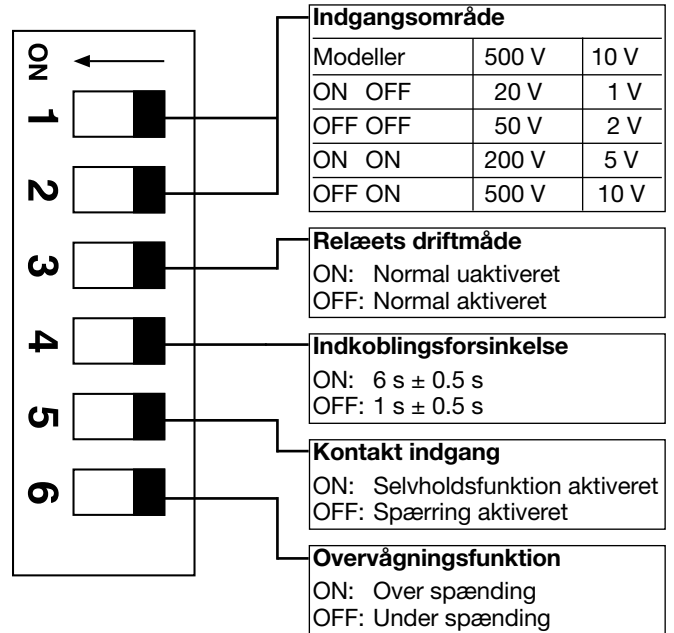 ON
1
2
3
4
5
6
Indgangsområde
Modeller 500 V 10 V
ON OFF 20 V 1 V
OFF OFF 50 V 2 V
ON ON 200 V 5 V
OFF ON 500 V 10 V
Relæets driftmåde
ON: Normal uaktiveret
OFF: Normal aktiveret
Indkoblingsforsinkelse
ON: 6 s ± 0.5 s
OFF: 1 s ± 0.5 s
Kontakt indgang
ON: Selvholdsfunktion aktiveret
OFF: Spærring aktiveret
Overvågningsfunktion
ON: Over spænding
OFF: Under spænding